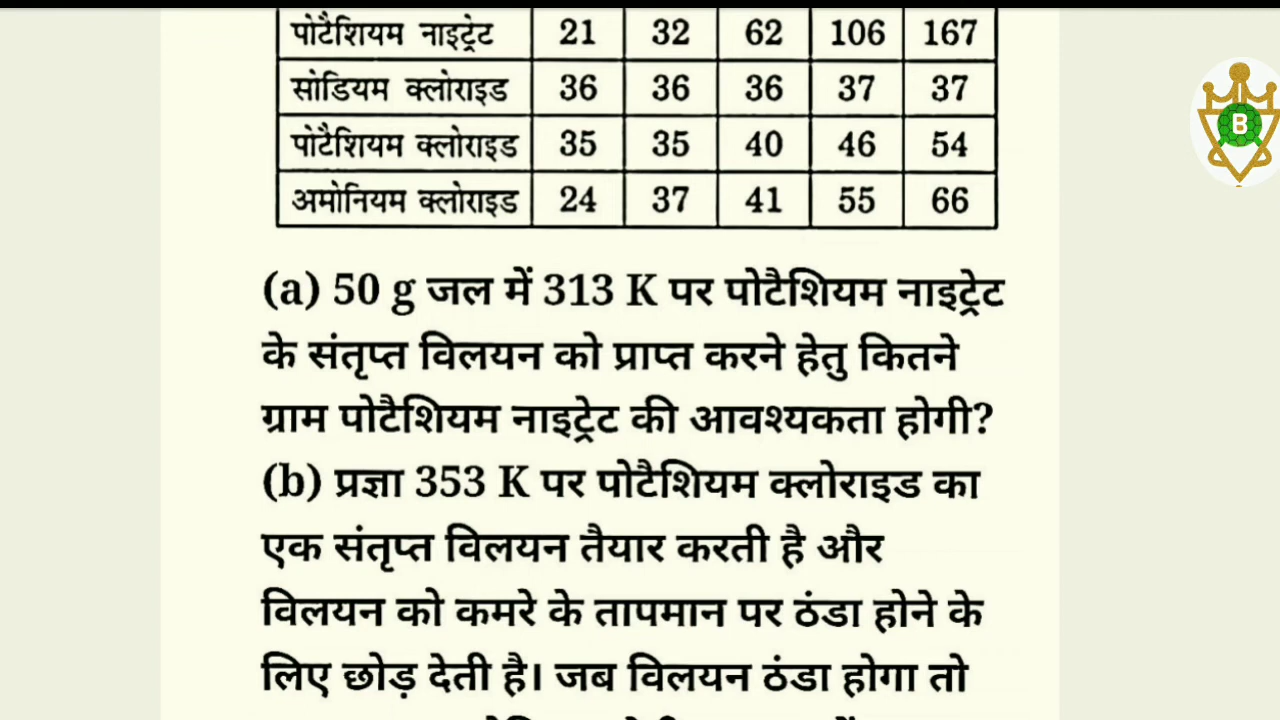 पोटैशियम नाइट्रेट 21 32 62 106 167
सोडियम क्लोराइड 36 36 36 37 37
पोटैशियम क्लोराइड 35 35 40 46 54
अमोनियम क्लोराइड 24 37 41 55 66
B
(a) 50 g जल में 313 K पर पोटैशियम नाइट्रेट
के संतृप्त विलयन को प्राप्त करने हेतु कितने
ग्राम पोटैशियम नाइट्रेट की आवश्यकता होगी?
(b) प्रज्ञा 353 K पर पोटैशियम क्लोराइड का
एक संतृप्त विलयन तैयार करती है और
विलयन को कमरे के तापमान पर ठंडा होने के
लिए छोड़ देती है। जब विलयन ठंडा होगा तो